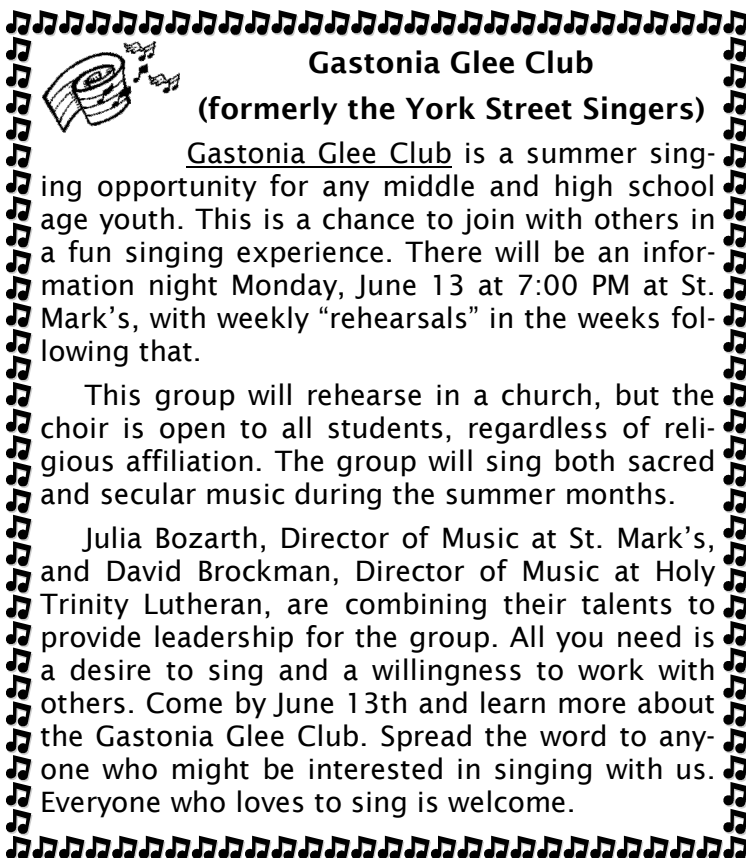 Gastonia Glee Club
(formerly the York Street Singers)
Gastonia Glee Club is a summer sing-
ing opportunity for any middle and high school
age youth. This is a chance to join with others in
a fun singing experience. There will be an infor-
mation night Monday, June 13 at 7:00 PM at St.
Mark’s, with weekly “rehearsals” in the weeks fol-
lowing that.
This group will rehearse in a church, but the
choir is open to all students, regardless of reli-
gious affiliation. The group will sing both sacred
and secular music during the summer months.
Julia Bozarth, Director of Music at St. Mark’s,
and David Brockman, Director of Music at Holy
Trinity Lutheran, are combining their talents to
provide leadership for the group. All you need is
a desire to sing and a willingness to work with
others. Come by June 13th and learn more about
the Gastonia Glee Club. Spread the word to any-
one who might be interested in singing with us.
Everyone who loves to sing is welcome.